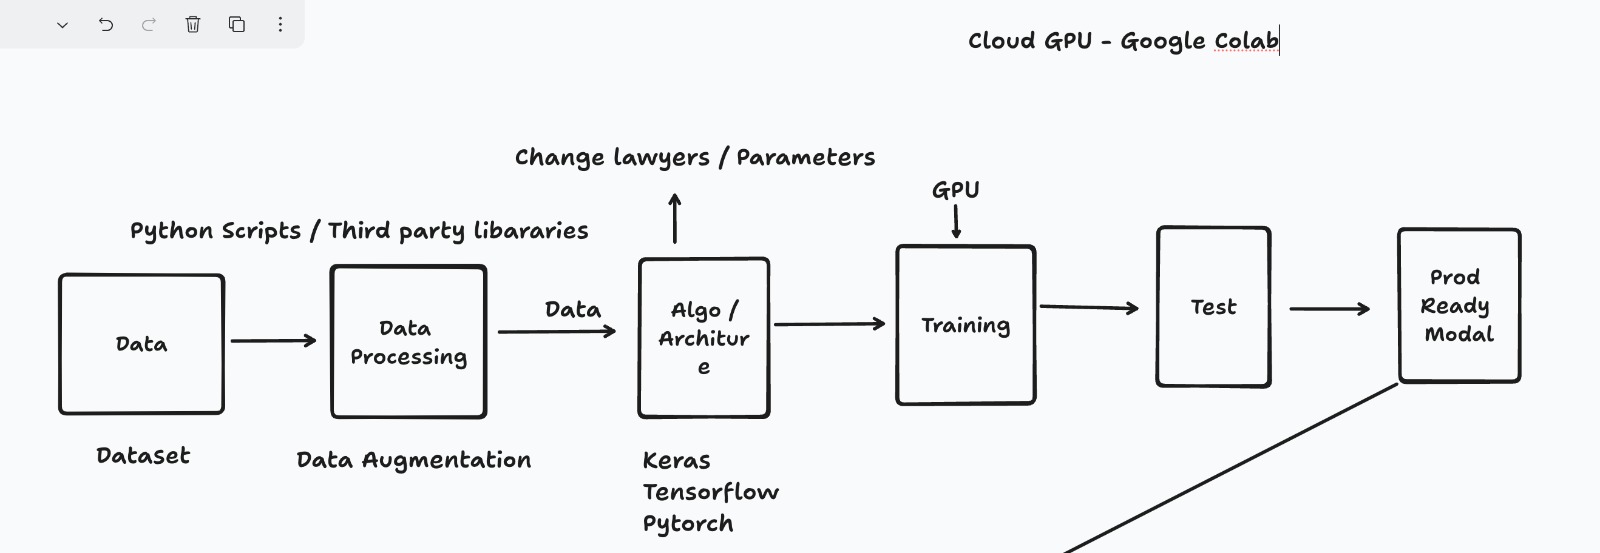 Cloud GPU - Google Colab
Change lawyers / Parameters
GPU
Python Scripts / Third party libararies
Data
Data
Processing
Data
Algo /
Architur
e
Training
Test
Prod
Ready
Modal
Dataset
Data Augmentation
Keras
Tensorflow
Pytorch